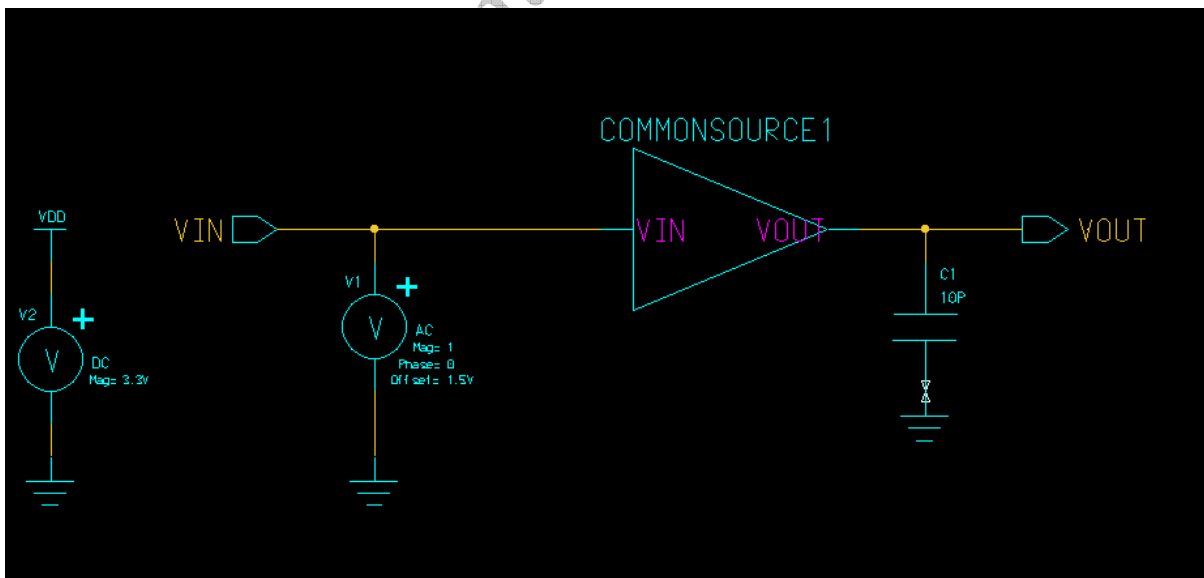 COMMONSOURCE1
VDD
VIN
VIN
VOUT
VOUT
V1
C1
10P
V2
V
AC
Mag= 1
Phase= 0
Offset= 1.5V
V
DC
Mag= 3.3V